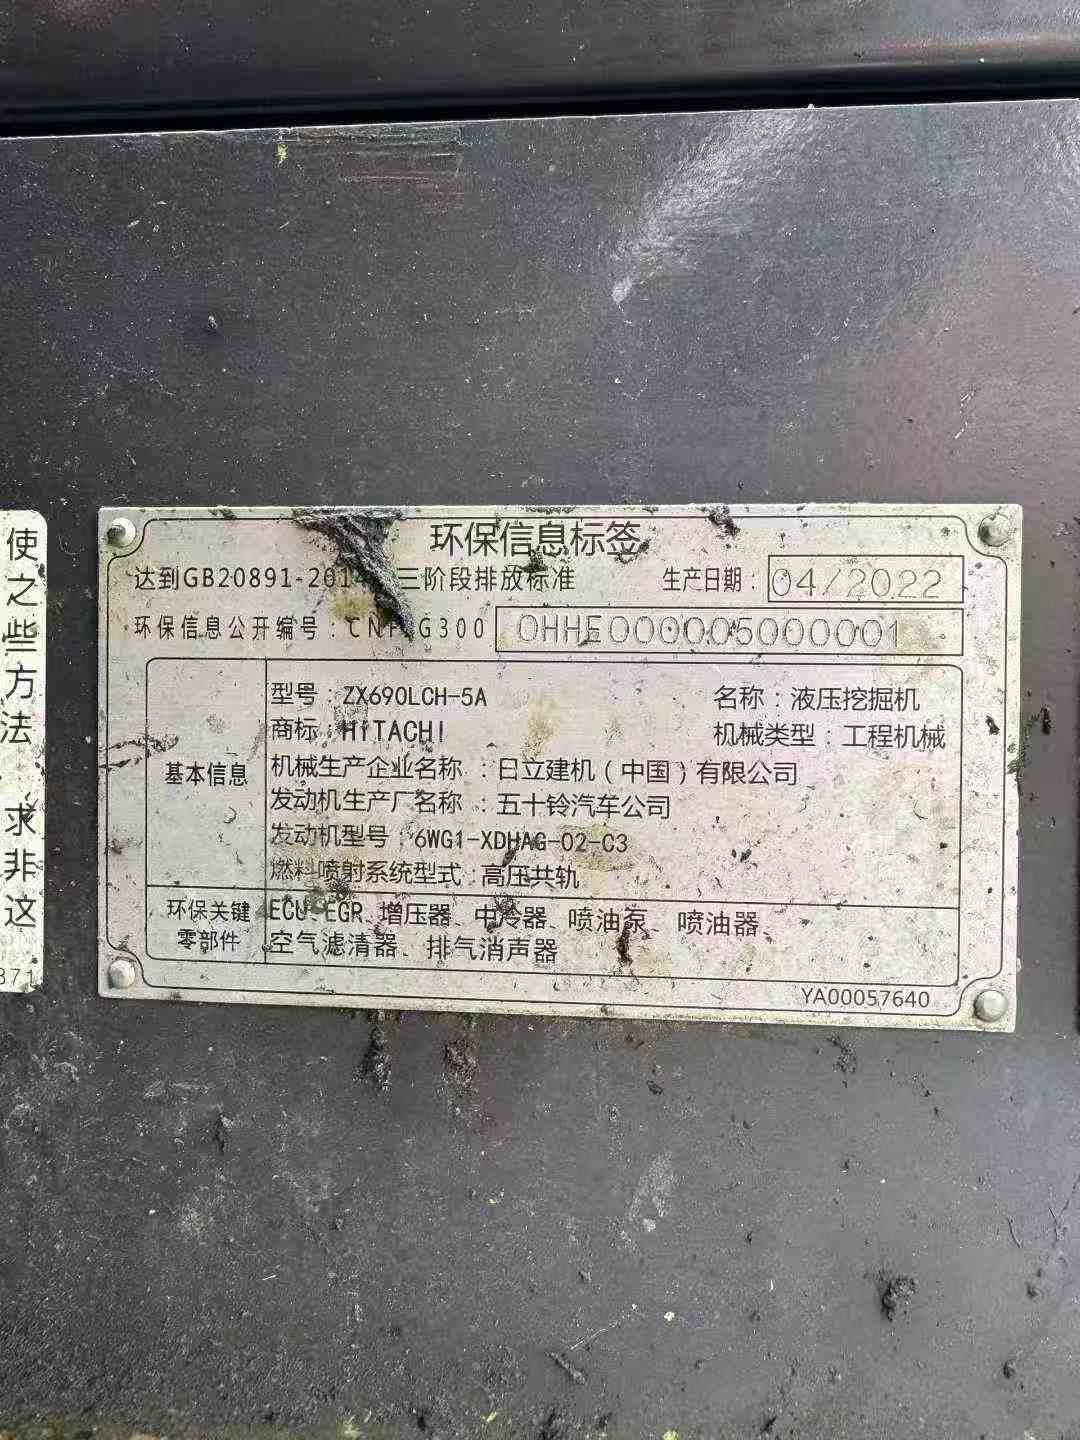 环保信息标签
达到GB20891-2014 三阶段排放标准 生产日期：04/2022
环保信息公开编号：CN G300 OHHE000005000001
基本信息
型号：ZX690LCH-5A 名称：液压挖掘机
商标：HiTACHI 机械类型：工程机械
机械生产企业名称：日立建机（中国）有限公司
发动机生产厂名称：五十铃汽车公司
发动机型号：6WG1-XDHAG-02-C3
燃料喷射系统型式：高压共轨
环保关键
零部件
ECU、EGR、增压器、中冷器、喷油泵、喷油器、
空气滤清器、排气消声器
YA00057640
使
之
些
方
法
求
非
这
371